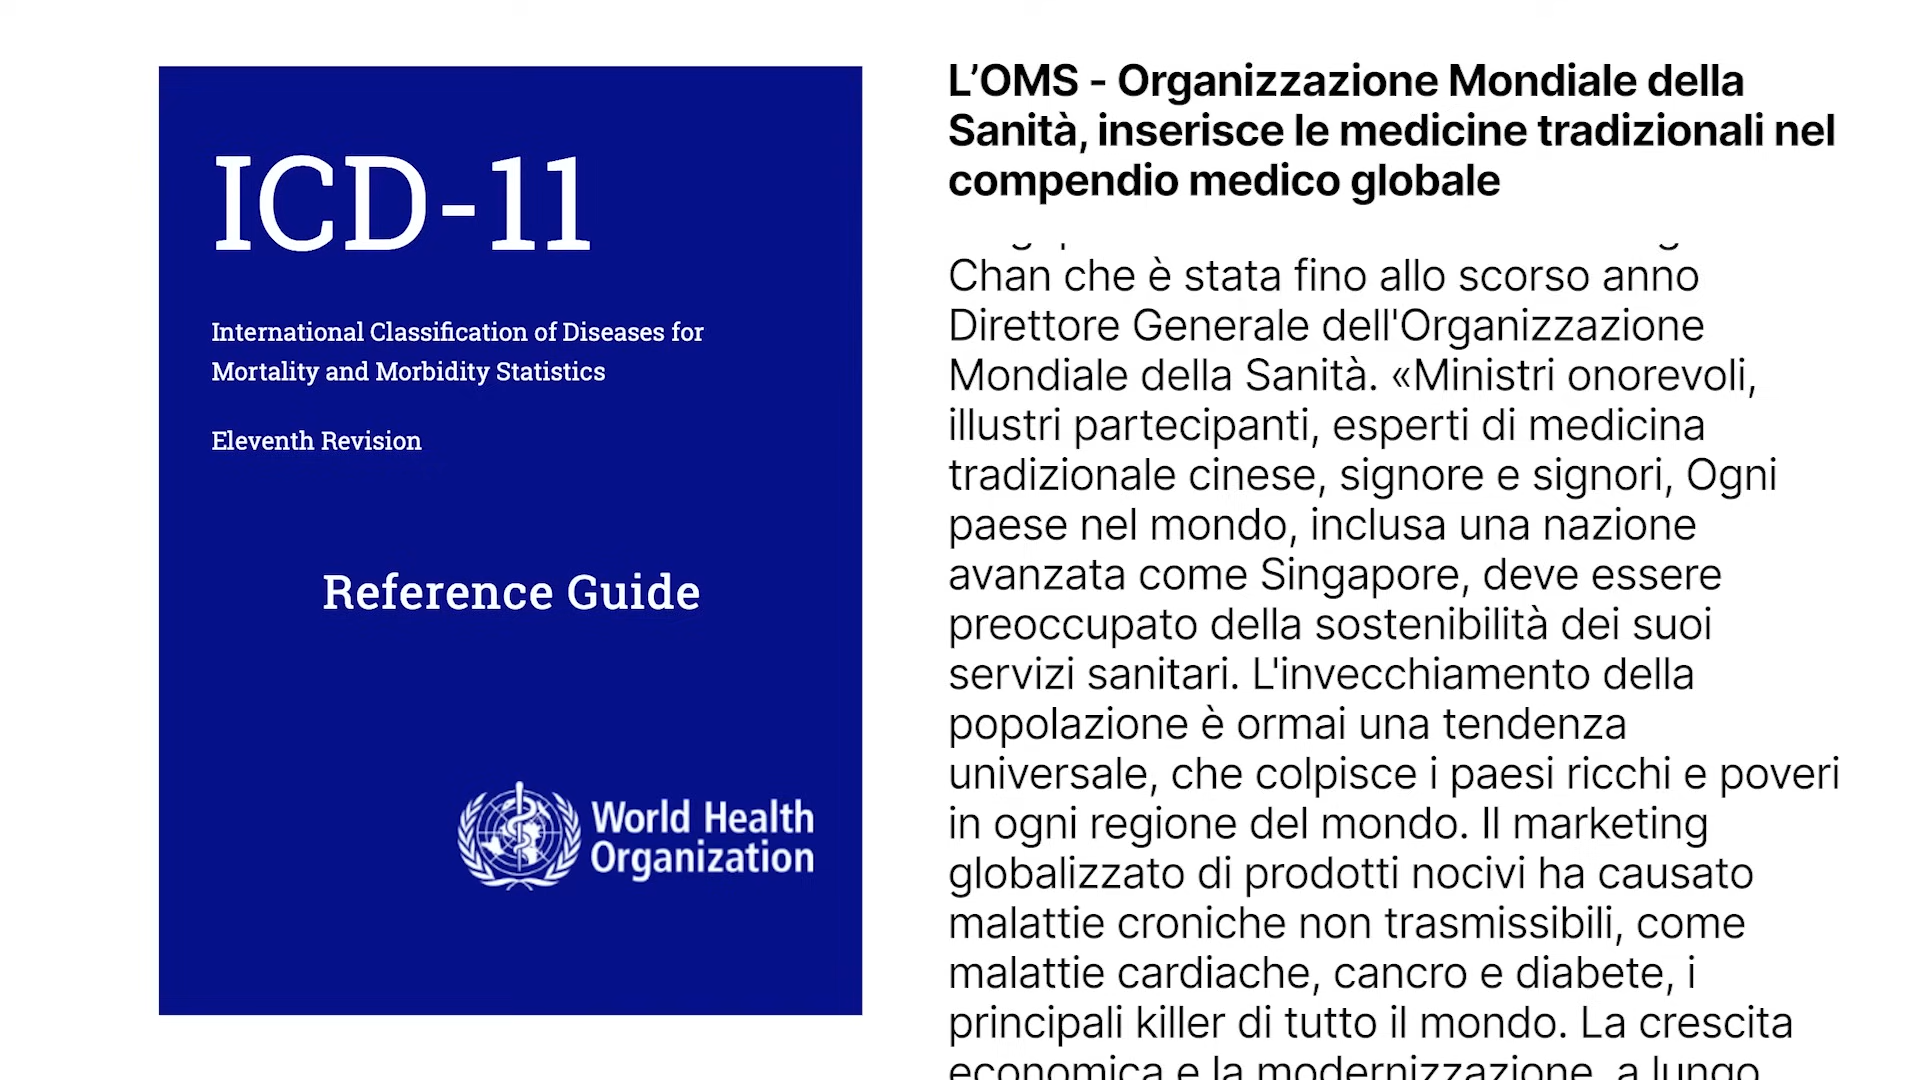 ICD-11
International Classification of Diseases for
Mortality and Morbidity Statistics
Eleventh Revision
Reference Guide
World Health
Organization
L’OMS - Organizzazione Mondiale della
Sanità, inserisce le medicine tradizionali nel
compendio medico globale
Chan che è stata fino allo scorso anno
Direttore Generale dell'Organizzazione
Mondiale della Sanità. «Ministri onorevoli,
illustri partecipanti, esperti di medicina
tradizionale cinese, signore e signori, Ogni
paese nel mondo, inclusa una nazione
avanzata come Singapore, deve essere
preoccupato della sostenibilità dei suoi
servizi sanitari. L'invecchiamento della
popolazione è ormai una tendenza
universale, che colpisce i paesi ricchi e poveri
in ogni regione del mondo. Il marketing
globalizzato di prodotti nocivi ha causato
malattie croniche non trasmissibili, come
malattie cardiache, cancro e diabete, i
principali killer di tutto il mondo. La crescita
economica e la modernizzazione, a lungo